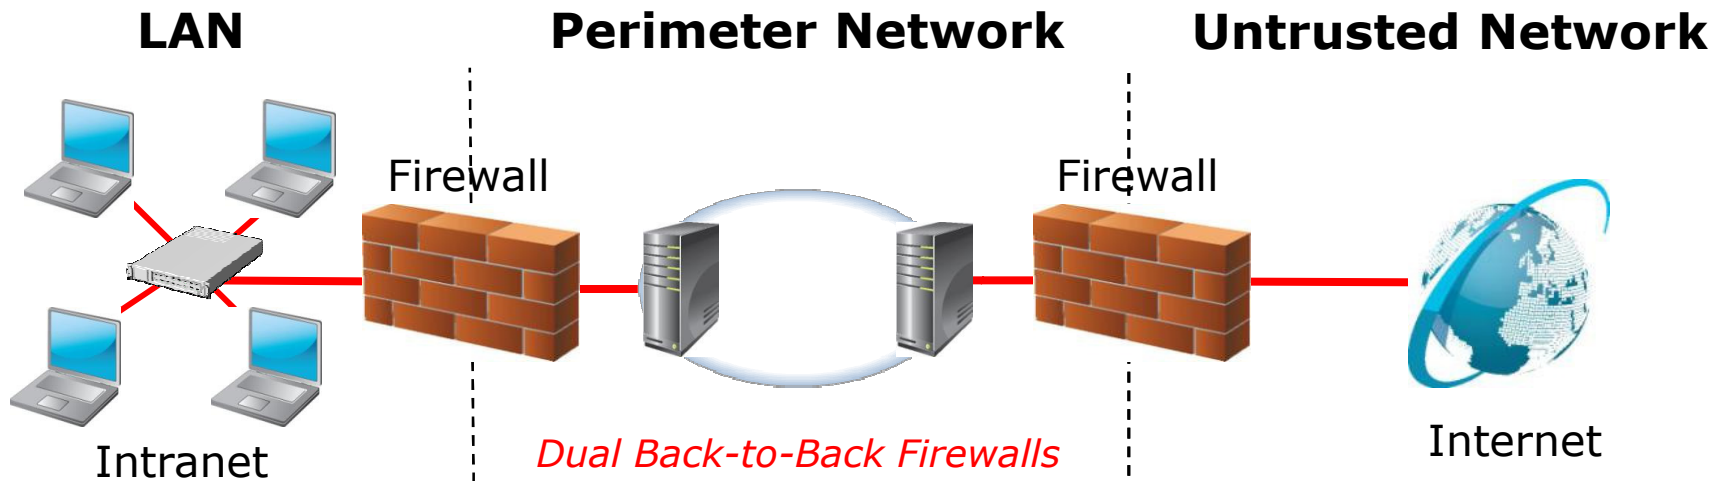 LAN
Perimeter Network
Untrusted Network
Firewall
Firewall
Intranet
Dual Back-to-Back Firewalls
Internet